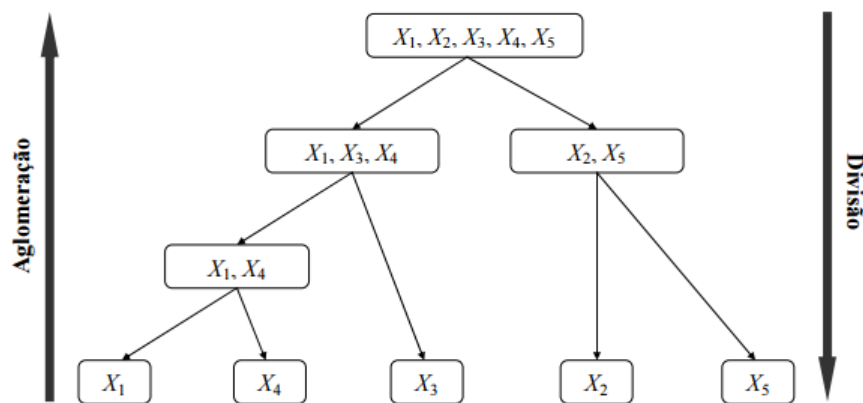 X₁, X₂, X₃, X₄, X₅
Aglomeração
Divisão
X₁, X₃, X₄
X₂, X₅
X₁, X₄
X₁
X₄
X₃
X₂
X₅